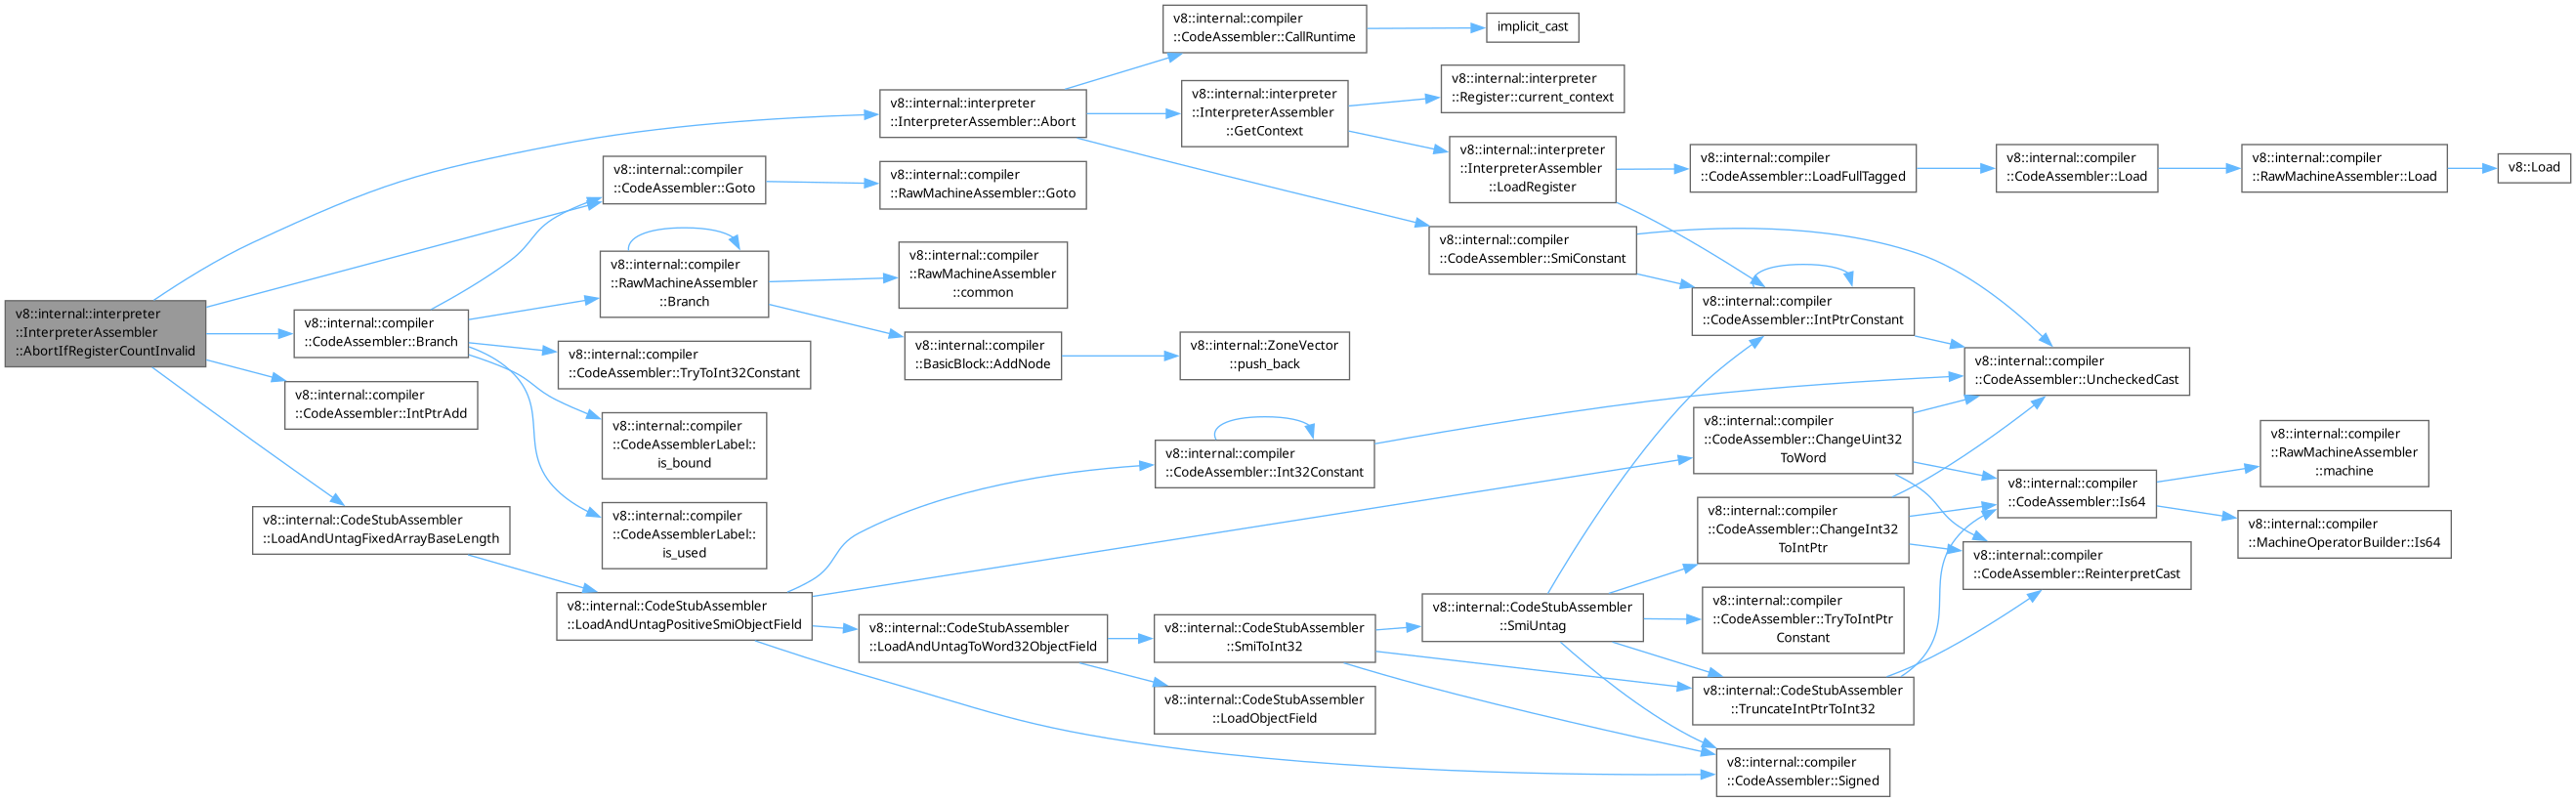 v8::internal::interpreter
::InterpreterAssembler
::AbortIfRegisterCountInvalid
v8::internal::compiler
::CodeAssembler::Branch
v8::internal::compiler
::CodeAssembler::IntPtrAdd
v8::internal::CodeStubAssembler
::LoadAndUntagFixedArrayBaseLength
v8::internal::compiler
::CodeAssembler::Goto
v8::internal::compiler
::RawMachineAssembler
::Branch
v8::internal::compiler
::CodeAssembler::TryToInt32Constant
v8::internal::compiler
::CodeAssemblerLabel::
is_bound
v8::internal::compiler
::CodeAssemblerLabel::
is_used
v8::internal::CodeStubAssembler
::LoadAndUntagPositiveSmiObjectField
v8::internal::interpreter
::InterpreterAssembler::Abort
v8::internal::compiler
::RawMachineAssembler::Goto
v8::internal::compiler
::RawMachineAssembler
::common
v8::internal::compiler
::BasicBlock::AddNode
v8::internal::CodeStubAssembler
::LoadAndUntagToWord32ObjectField
v8::internal::compiler
::CodeAssembler::CallRuntime
v8::internal::interpreter
::InterpreterAssembler
::GetContext
v8::internal::ZoneVector
::push_back
v8::internal::compiler
::CodeAssembler::Int32Constant
v8::internal::CodeStubAssembler
::SmiToInt32
v8::internal::CodeStubAssembler
::LoadObjectField
implicit_cast
v8::internal::interpreter
::Register::current_context
v8::internal::interpreter
::InterpreterAssembler
::LoadRegister
v8::internal::compiler
::CodeAssembler::SmiConstant
v8::internal::CodeStubAssembler
::SmiUntag
v8::internal::compiler
::CodeAssembler::LoadFullTagged
v8::internal::compiler
::CodeAssembler::IntPtrConstant
v8::internal::compiler
::CodeAssembler::ChangeUint32
ToWord
v8::internal::compiler
::CodeAssembler::ChangeInt32
ToIntPtr
v8::internal::compiler
::CodeAssembler::TryToIntPtr
Constant
v8::internal::CodeStubAssembler
::TruncateIntPtrToInt32
v8::internal::compiler
::CodeAssembler::Signed
v8::internal::compiler
::CodeAssembler::Load
v8::internal::compiler
::CodeAssembler::UncheckedCast
v8::internal::compiler
::CodeAssembler::Is64
v8::internal::compiler
::CodeAssembler::ReinterpretCast
v8::internal::compiler
::RawMachineAssembler::Load
v8::internal::compiler
::RawMachineAssembler
::machine
v8::internal::compiler
::MachineOperatorBuilder::Is64
v8::Load